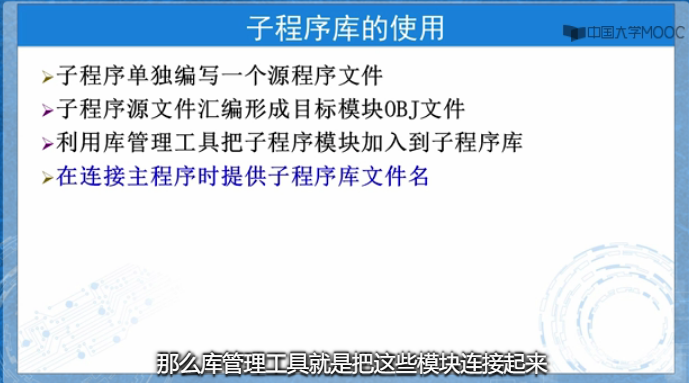 子程序库的使用
中国大学MOOC
子程序单独编写一个源程序文件
子程序源文件汇编形成目标模块OBJ文件
利用库管理工具把子程序模块加入到子程序库
在连接主程序时提供子程序库文件名
那么库管理工具就是把这些模块连接起来